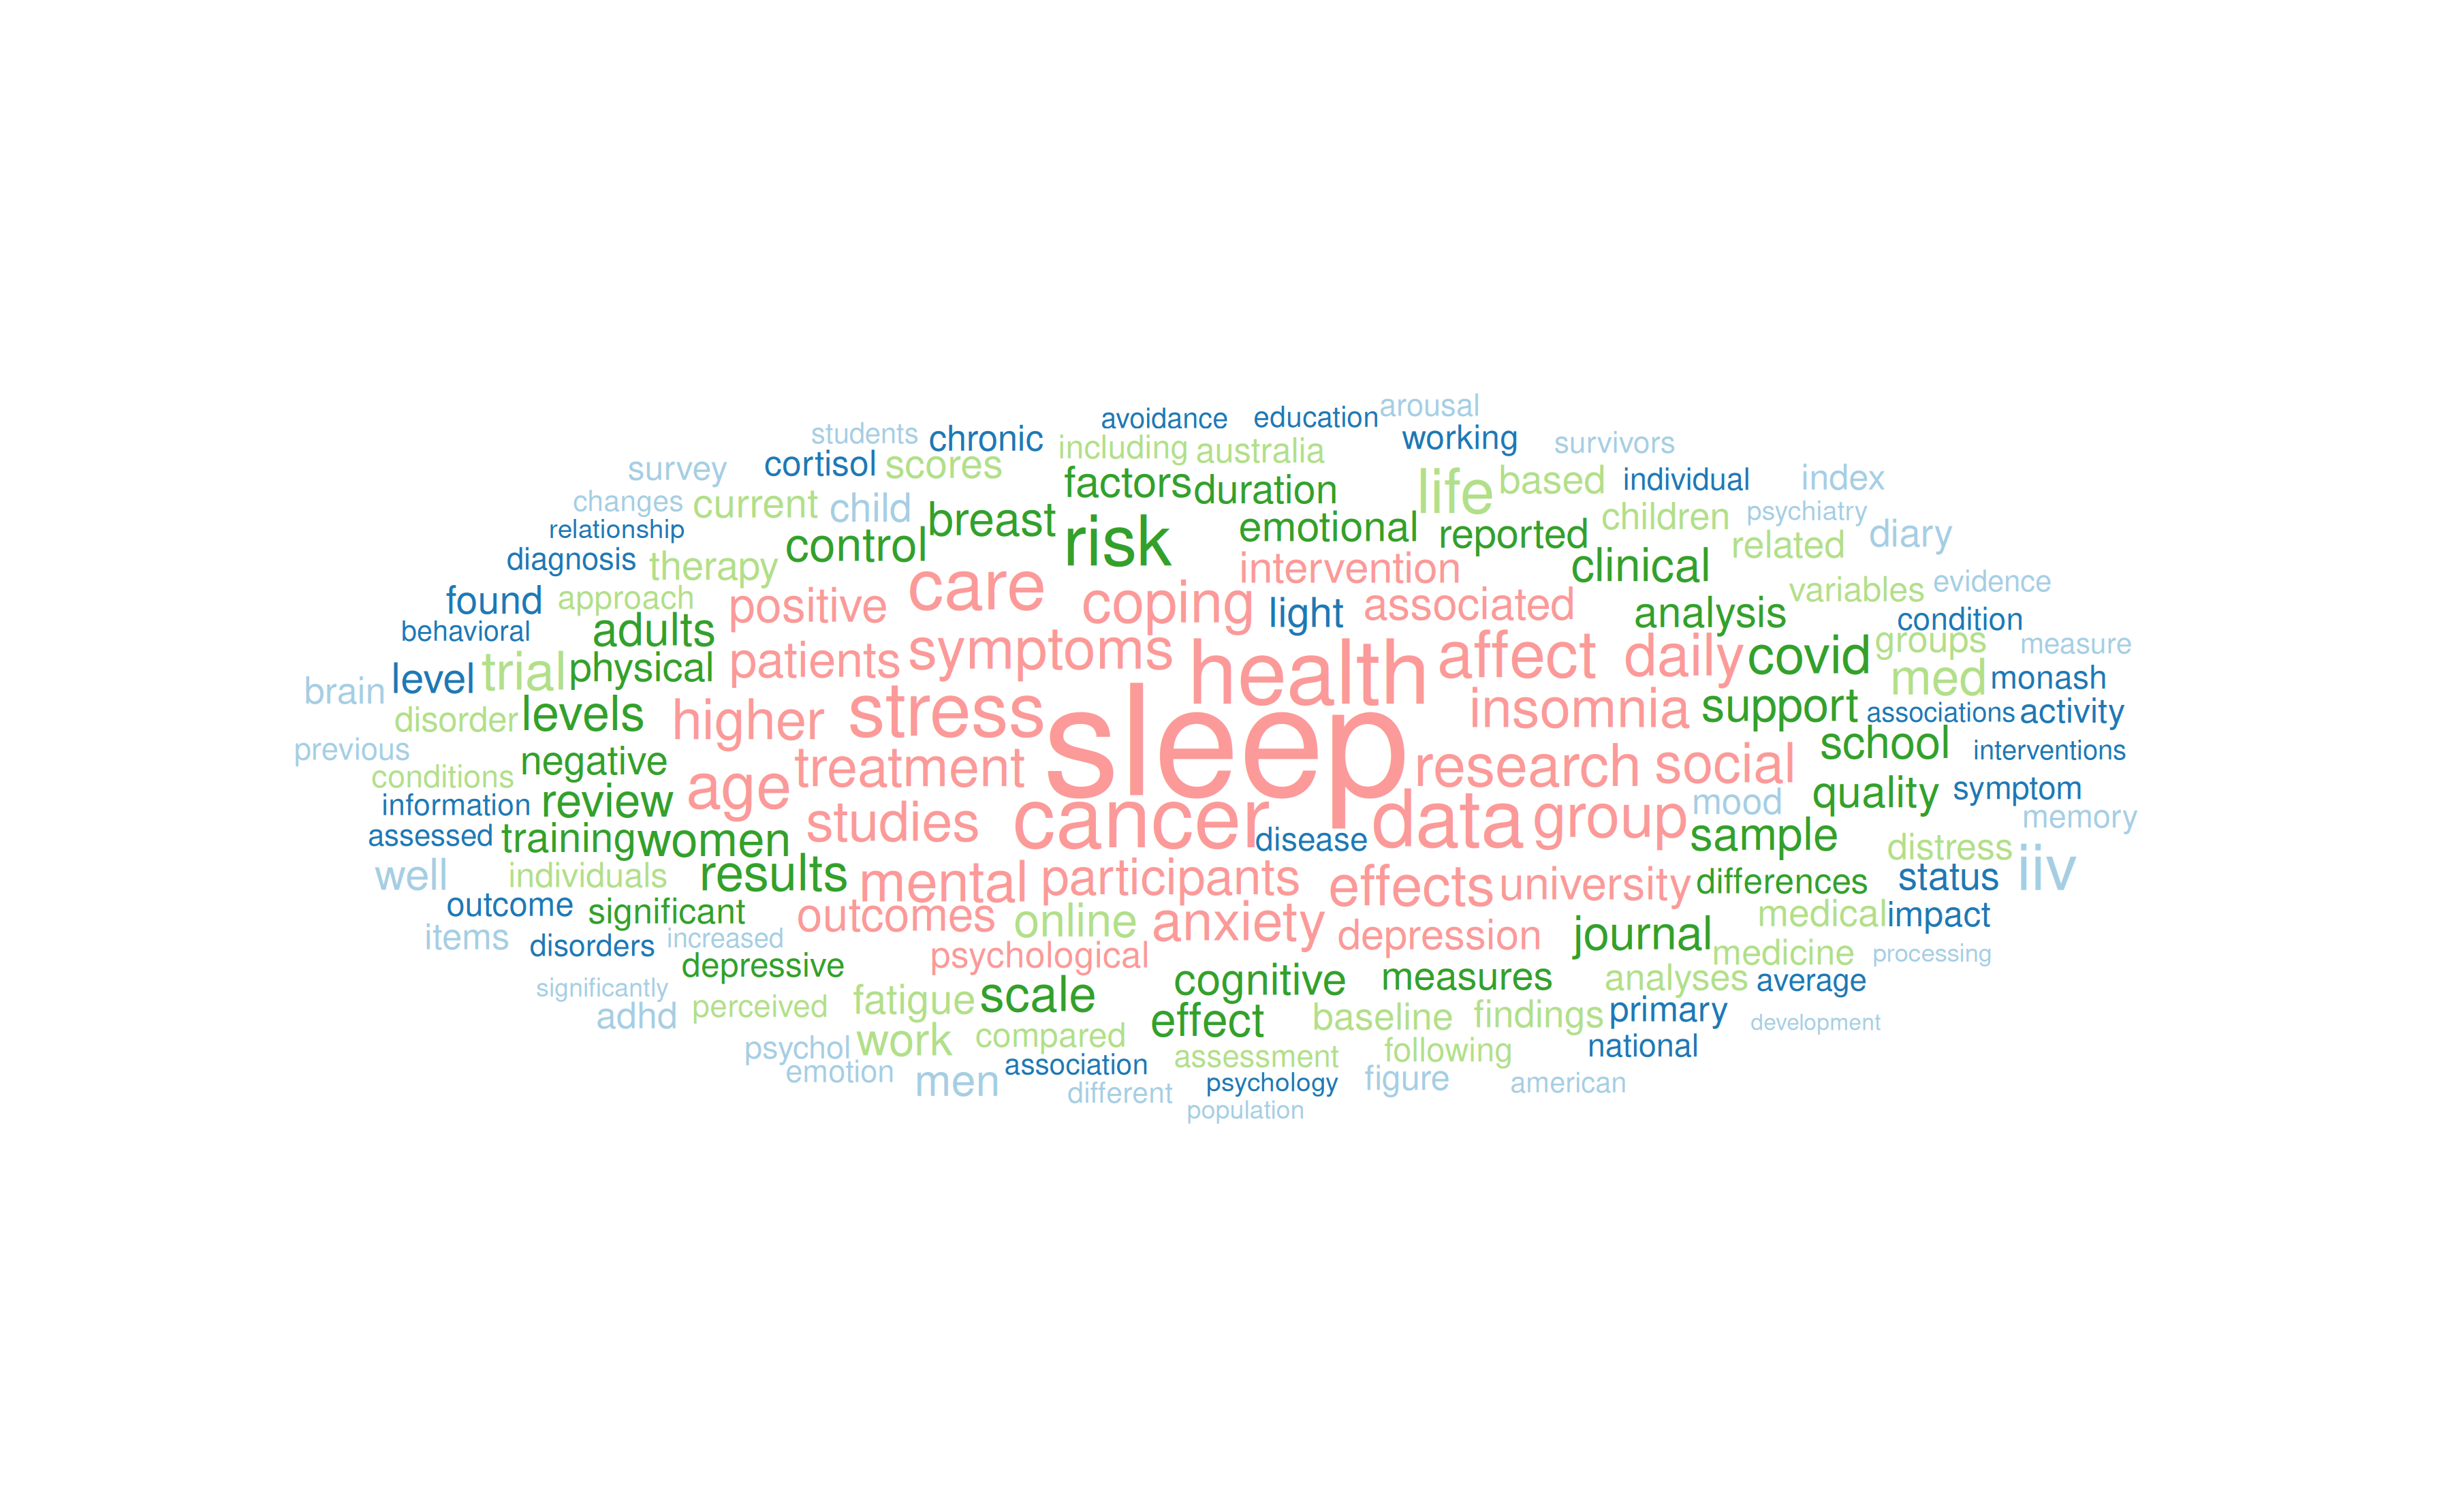 arousal
avoidance education
students chronic working
including australia survivors
survey cortisol scores
factors duration life based individual index
changes current child
relationship breast risk emotional reported children psychiatry diary
diagnosis therapy control intervention clinical related
found approach positive care coping light associated analysis variables evidence
behavioral adults condition
groups measure
brain level trial physical patients symptoms health affect daily covid med monash
disorder levels higher stress sleep insomnia support associations activity
previous negative school interventions
conditions treatment research social
information review age mood quality symptom
assessed training women studies cancer disease data group sample memory
well individuals results mental participants effects university differences distress status iiv
outcome significant outcomes online anxiety depression journal medical impact
items disorders increased
depressive psychological medicine processing
significantly cognitive measures analyses average
adhd perceived fatigue scale effect baseline findings primary development
psychol work compared assessment following national
emotion men association different psychology figure american
population